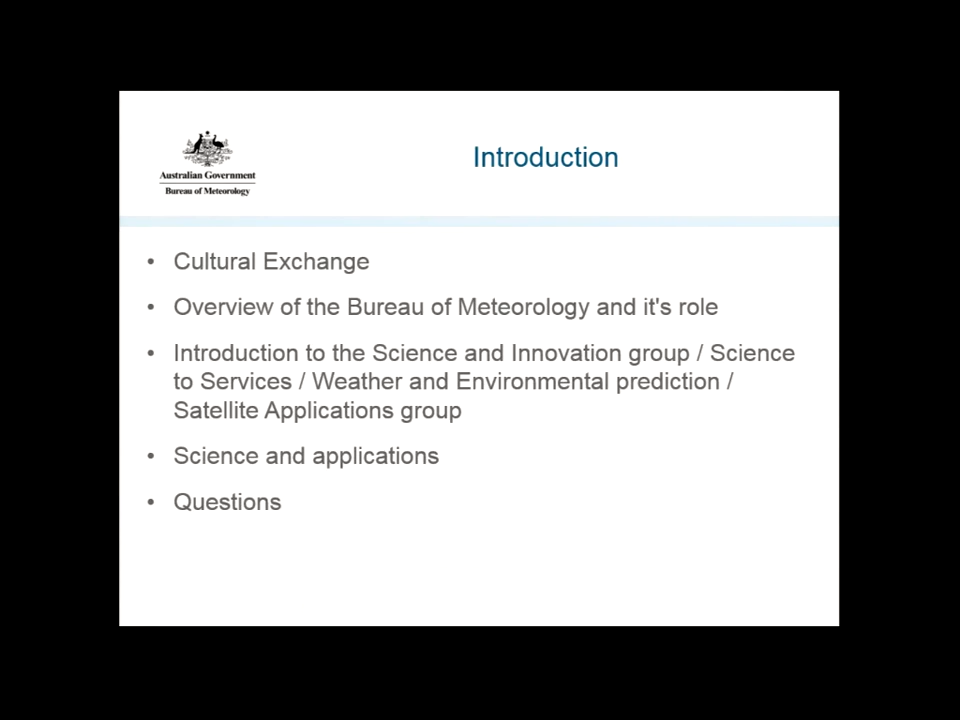 Australian Government
Bureau of Meteorology
Introduction
• Cultural Exchange
• Overview of the Bureau of Meteorology and it's role
• Introduction to the Science and Innovation group / Science
to Services / Weather and Environmental prediction /
Satellite Applications group
• Science and applications
• Questions